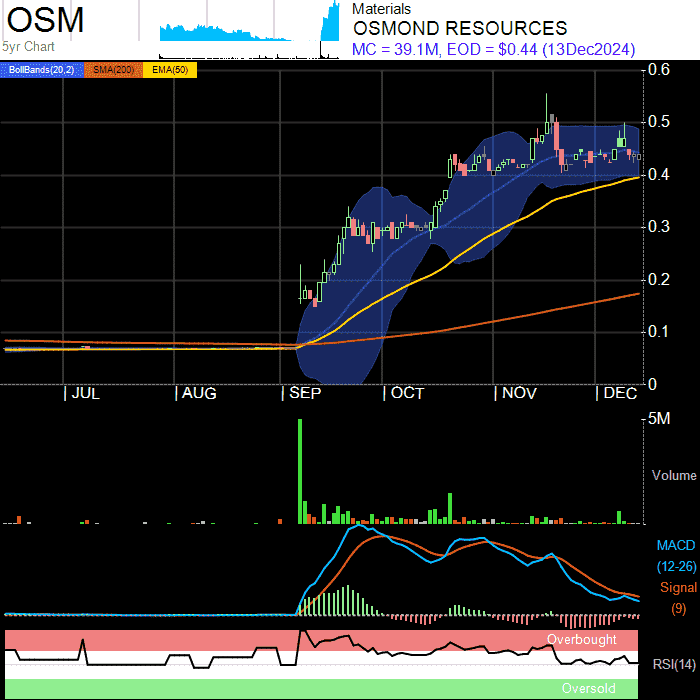 OSM
5yr Chart
Materials
OSMOND RESOURCES
MC = 39.1M, EOD = $0.44 (13Dec2024)
BollBands(20,2) SMA(200) EMA(50)
0.6
0.5
0.4
0.3
0.2
0.1
0
| JUL | AUG | SEP | OCT | NOV | DEC
5M
Volume
MACD
(12-26)
Signal
(9)
Overbought
RSI(14)
Oversold